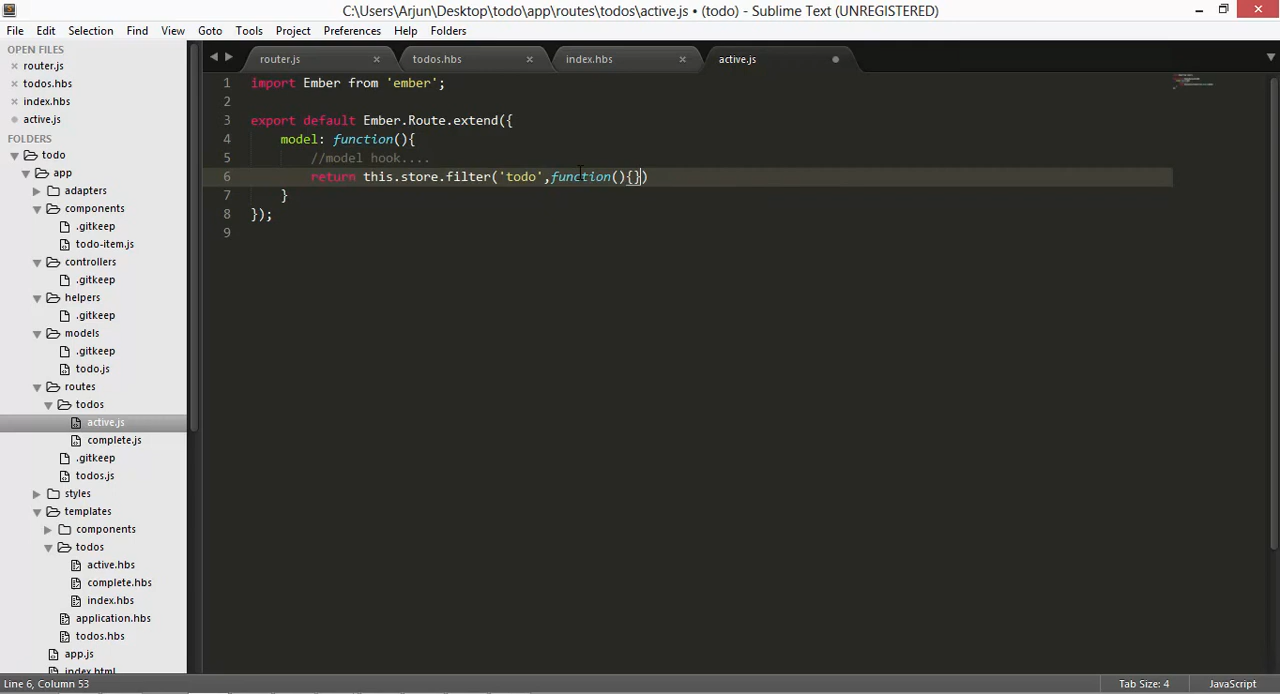 C:\Users\Arjun\Desktop\todo\app\routes\todos\active.js • (todo) - Sublime Text (UNREGISTERED)
File Edit Selection Find View Goto Tools Project Preferences Help Folders
OPEN FILES
router.js
todos.hbs
index.hbs
active.js
FOLDERS
todo
app
adapters
components
.gitkeep
todo-item.js
controllers
.gitkeep
helpers
.gitkeep
models
.gitkeep
todo.js
routes
todos
active.js
complete.js
.gitkeep
todos.js
styles
templates
components
todos
active.hbs
complete.hbs
index.hbs
application.hbs
todos.hbs
app.js
index.html
router.js todos.hbs index.hbs active.js
1 import Ember from 'ember';
2
3 export default Ember.Route.extend({
4 model: function(){
5 //model hook....
6 return this.store.filter('todo',function(){})
7 }
8 });
9
Line 6, Column 53 Tab Size: 4 JavaScript